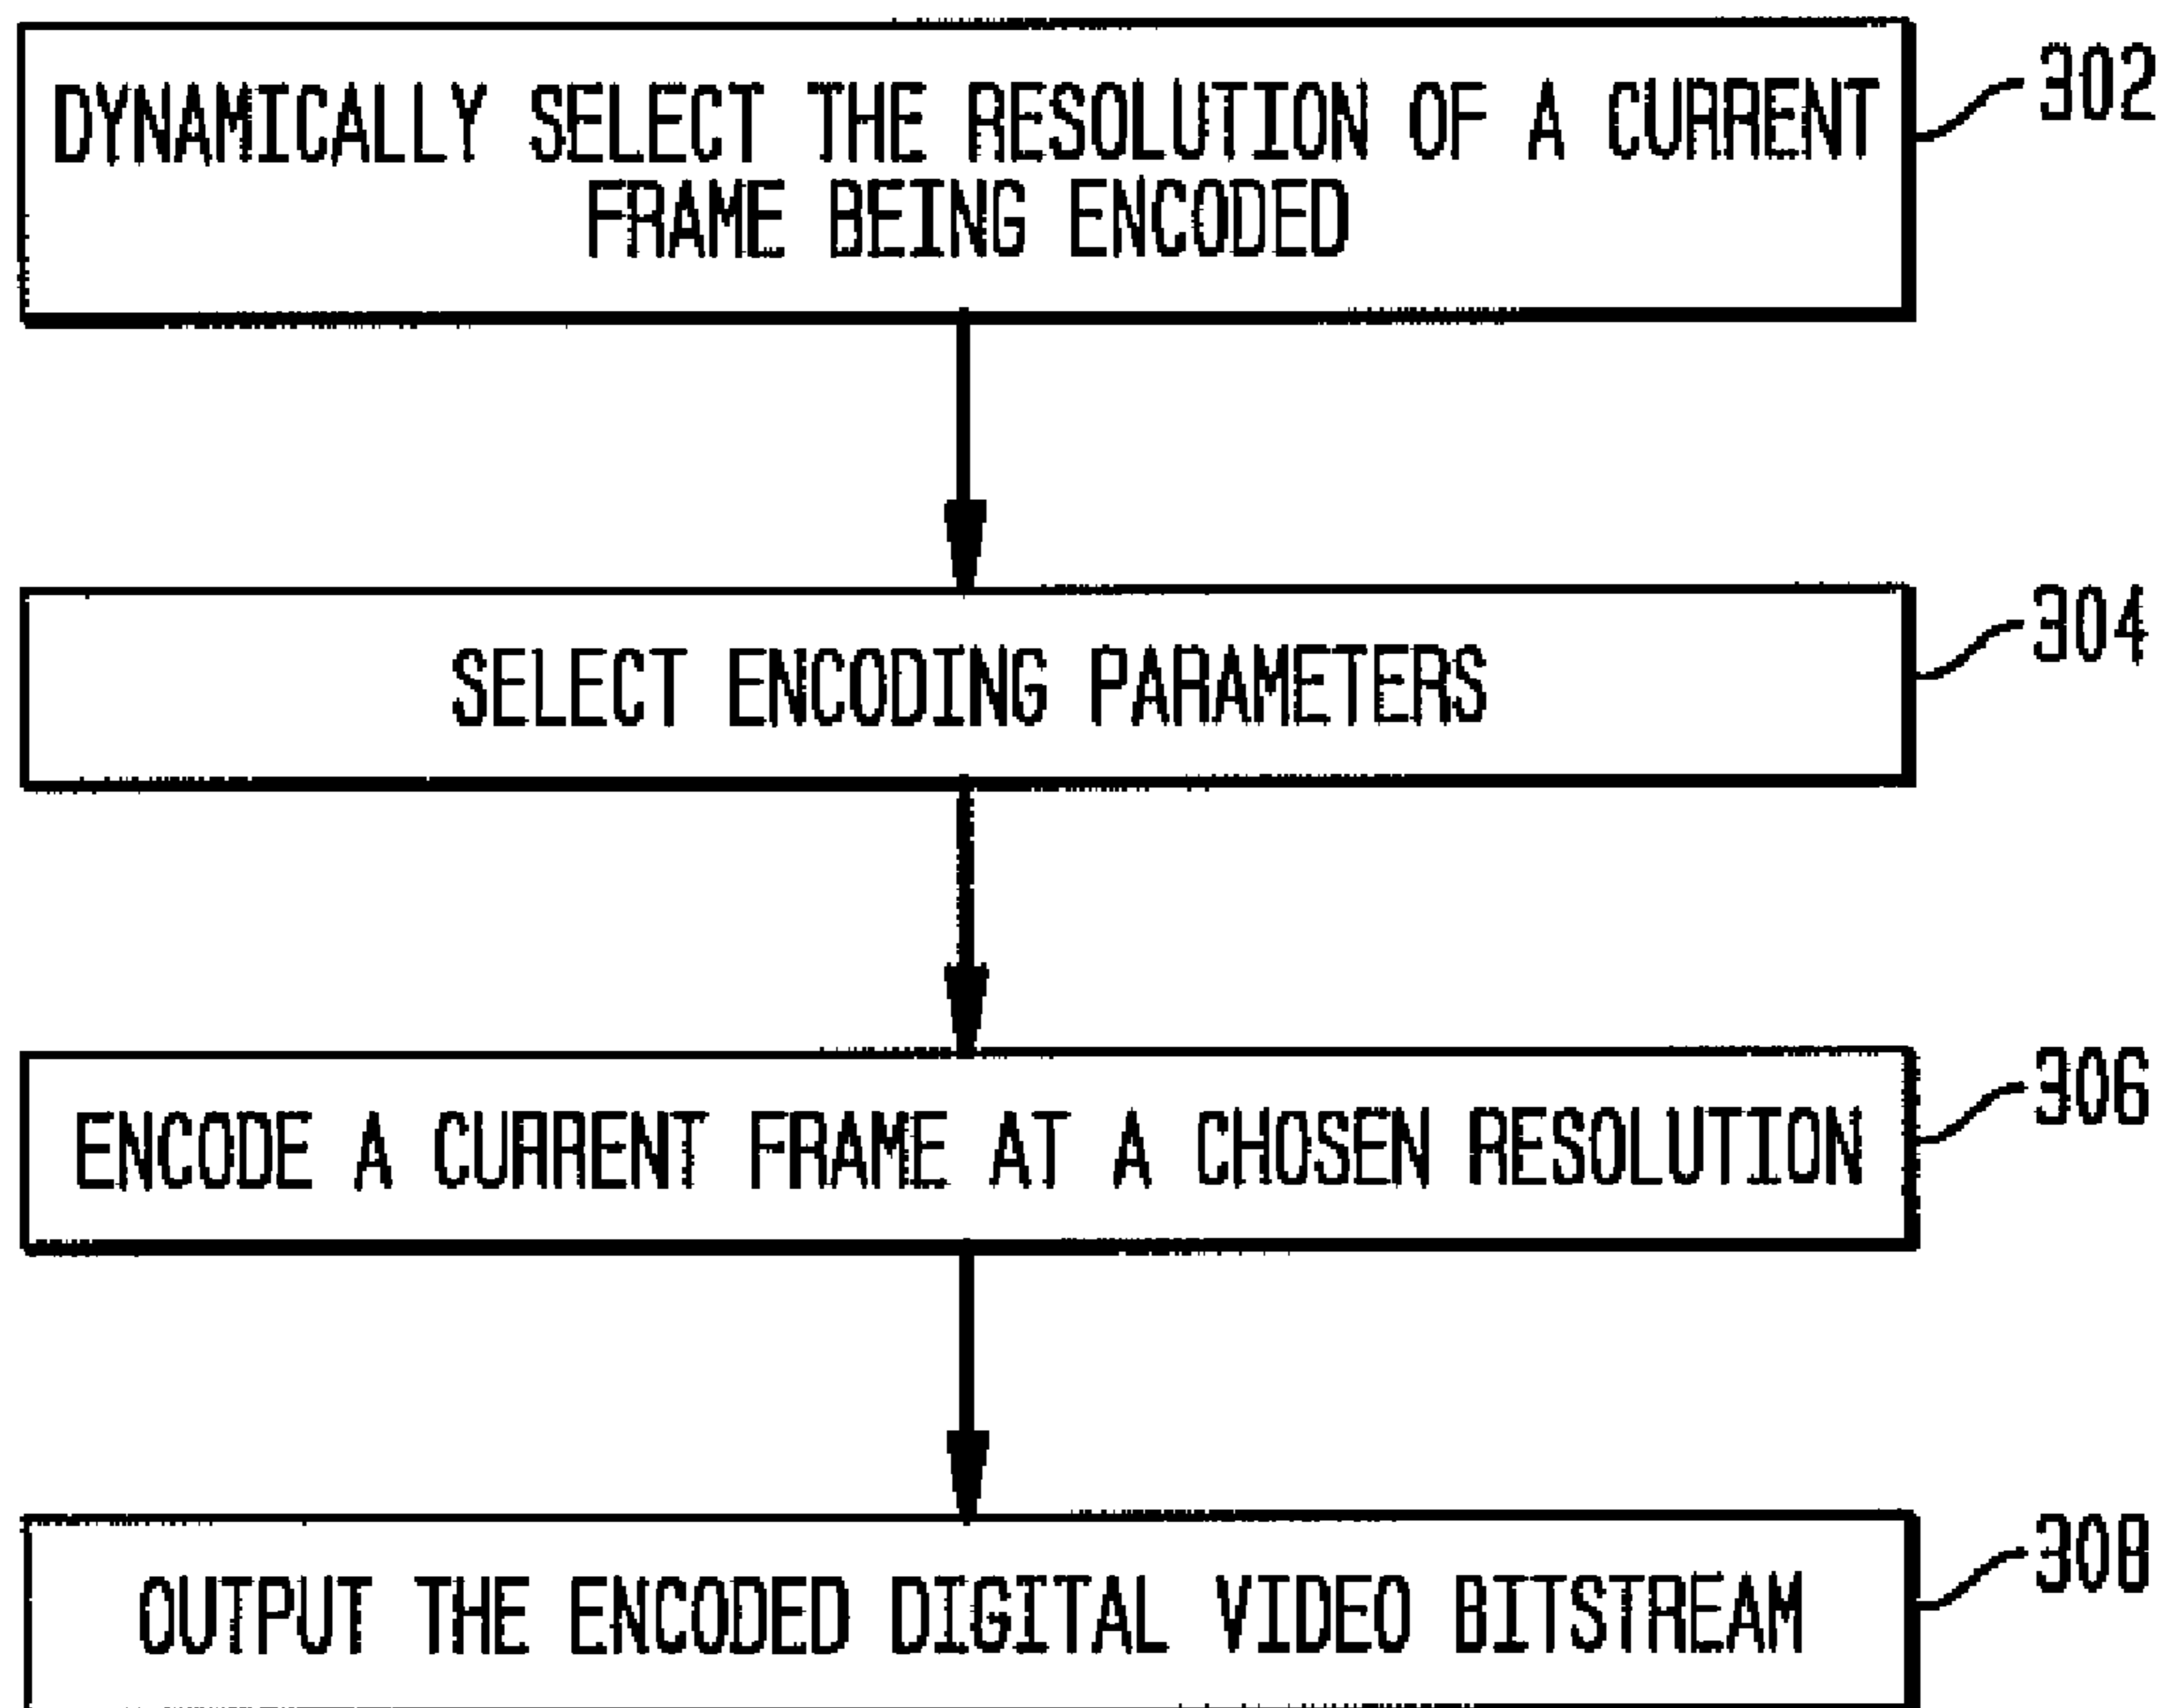 DYNAMICALLY SELECT THE RESOLUTION OF A CURRENT
FRAME BEING ENCODED
302
SELECT ENCODING PARAMETERS
304
ENCODE A CURRENT FRAME AT A CHOSEN RESOLUTION
306
OUTPUT THE ENCODED DIGITAL VIDEO BITSTREAM
308